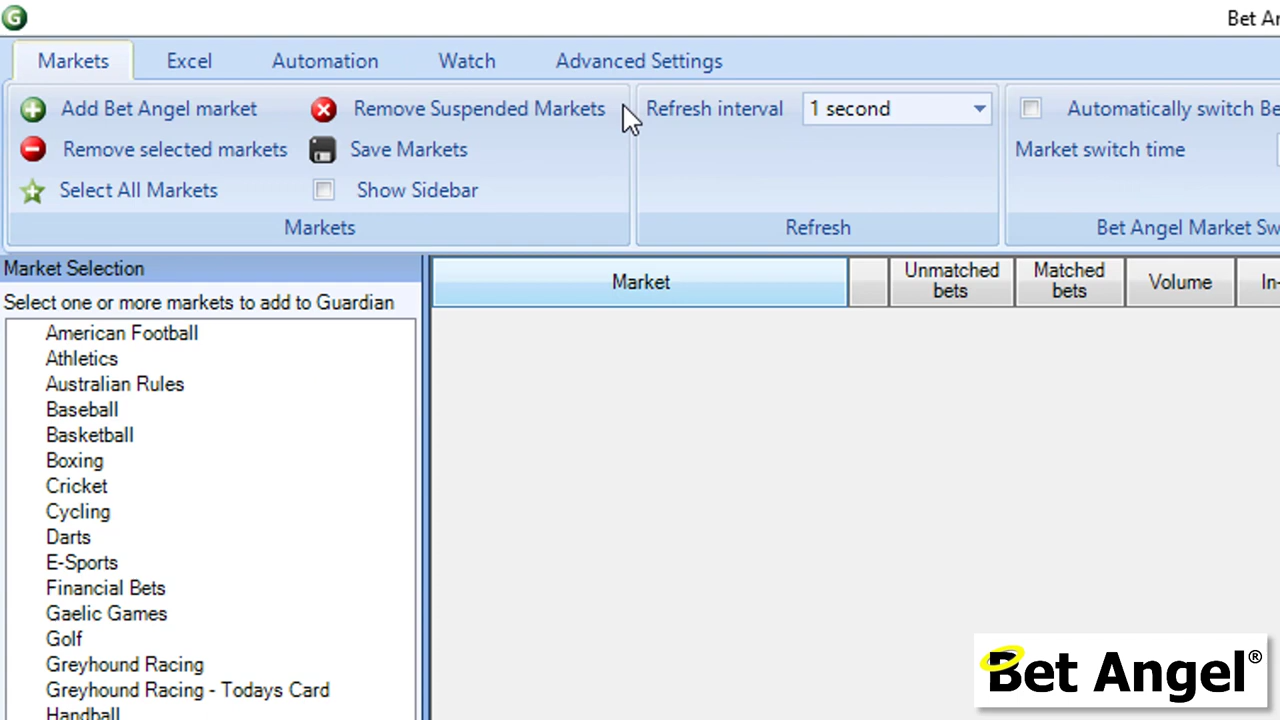 G
Bet An
Markets Excel Automation Watch Advanced Settings
Add Bet Angel market Remove Suspended Markets Refresh interval 1 second Automatically switch Be
Remove selected markets Save Markets Market switch time
Select All Markets Show Sidebar
Markets Refresh Bet Angel Market Sw
Market Selection
Select one or more markets to add to Guardian
Market Unmatched bets Matched bets Volume In-
American Football
Athletics
Australian Rules
Baseball
Basketball
Boxing
Cricket
Cycling
Darts
E-Sports
Financial Bets
Gaelic Games
Golf
Greyhound Racing
Greyhound Racing - Todays Card
Handball
Bet Angel®